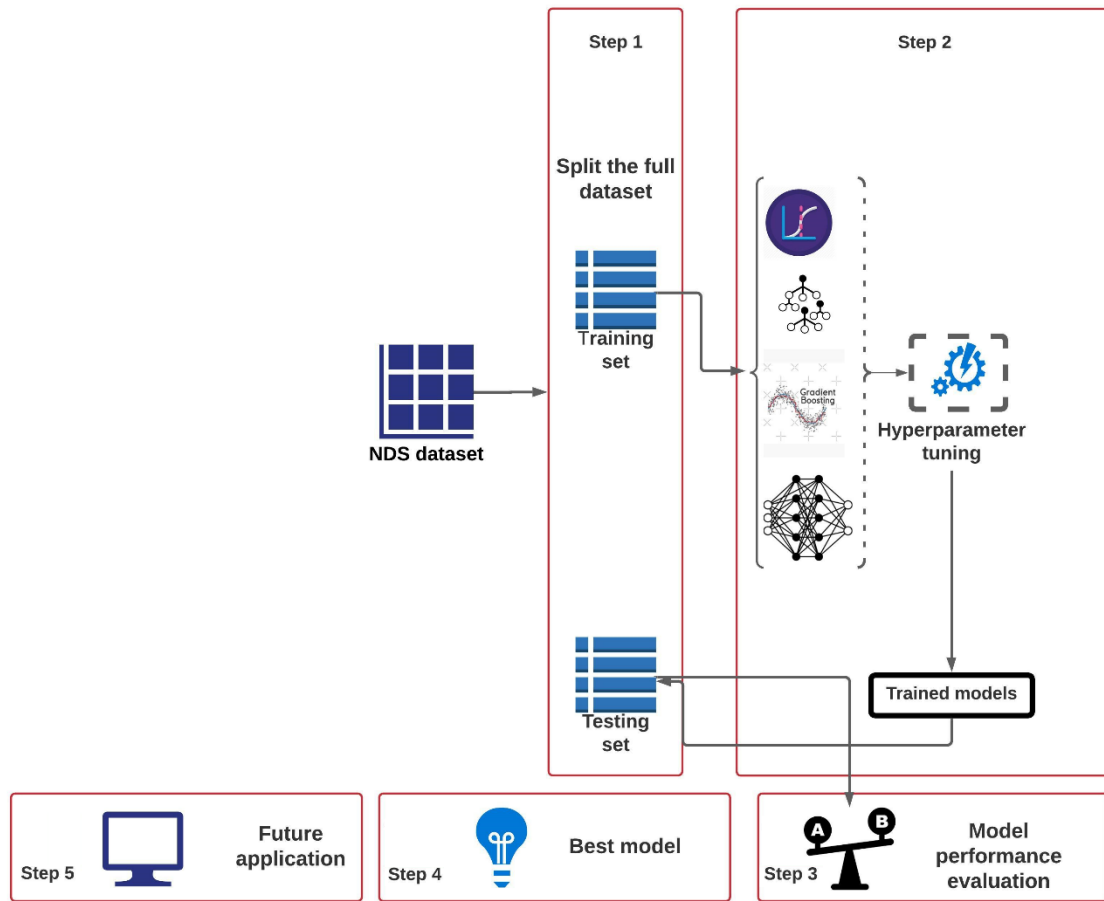 Step 1
Split the full
dataset
Training
set
Testing
set
NDS dataset
Step 2
Gradient
Boosting
Hyperparameter
tuning
Trained models
Step 3
A
B
Model
performance
evaluation
Step 4
Best model
Step 5
Future
application